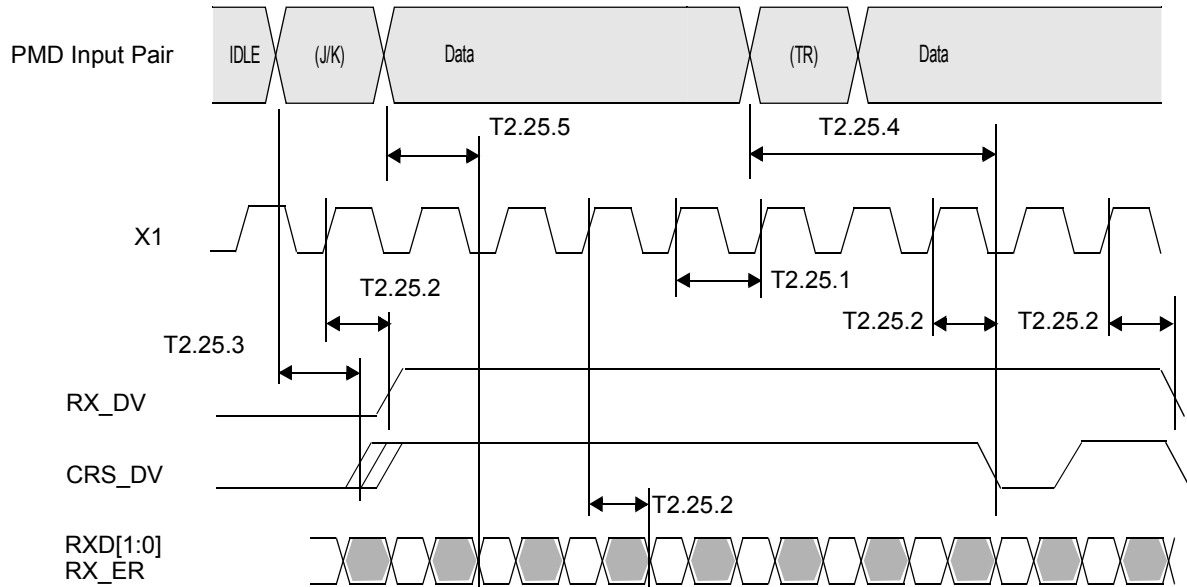 PMD Input Pair
IDLE
(J/K)
Data
(TR)
Data
T2.25.5
T2.25.4
X1
T2.25.2
T2.25.1
T2.25.2
T2.25.2
T2.25.3
RX_DV
CRS_DV
T2.25.2
RXD[1:0]
RX_ER